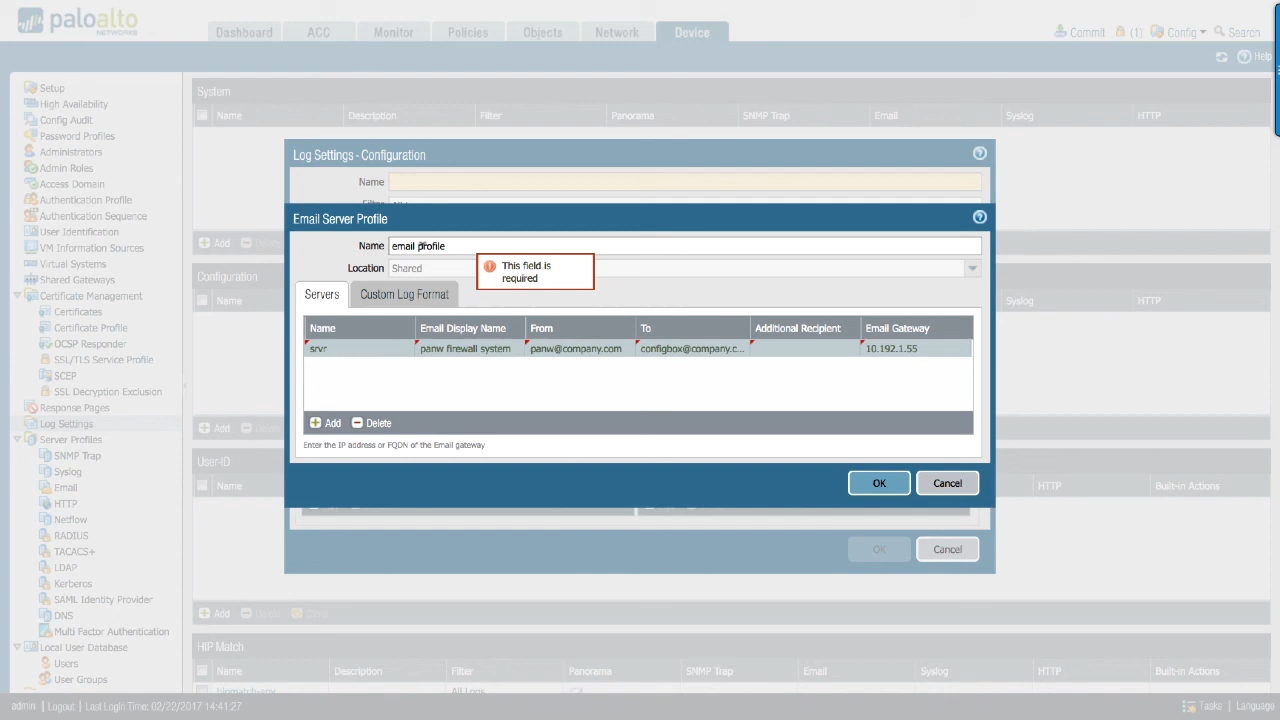 paloalto
NETWORKS
Dashboard
ACC
Monitor
Policies
Objects
Network
Device
Commit
(1)
Config
Search
Help
Setup
High Availability
Config Audit
Password Profiles
Administrators
Admin Roles
Access Domain
Authentication Profile
Authentication Sequence
User Identification
VM Information Sources
Virtual Systems
Shared Gateways
Certificate Management
Certificates
Certificate Profile
OCSP Responder
SSL/TLS Service Profile
SCEP
SSL Decryption Exclusion
Response Pages
Log Settings
Server Profiles
SNMP Trap
Syslog
Email
HTTP
Netflow
RADIUS
TACACS+
LDAP
Kerberos
SAML Identity Provider
DNS
Multi Factor Authentication
Local User Database
Users
User Groups
System
Name Description Filter Panorama SNMP Trap Email Syslog HTTP
Add
Configuration
Name Syslog HTTP
Add
User-ID
Name HTTP Built-in Actions
Add Delete Clone
HIP Match
Name Description Filter Panorama SNMP Trap Email Syslog HTTP Built-in Actions
All Logs
Log Settings - Configuration
Name
Filter
Email Server Profile
Name email profile
Location Shared
This field is
required
Servers Custom Log Format
Name Email Display Name From To Additional Recipient Email Gateway
srvr panw firewall system panw@company.com configbox@company.c... 10.192.1.55
Add Delete
Enter the IP address or FQDN of the Email gateway
OK Cancel
OK Cancel
admin | Logout | Last Login Time: 02/22/2017 14:41:27
Tasks | Language